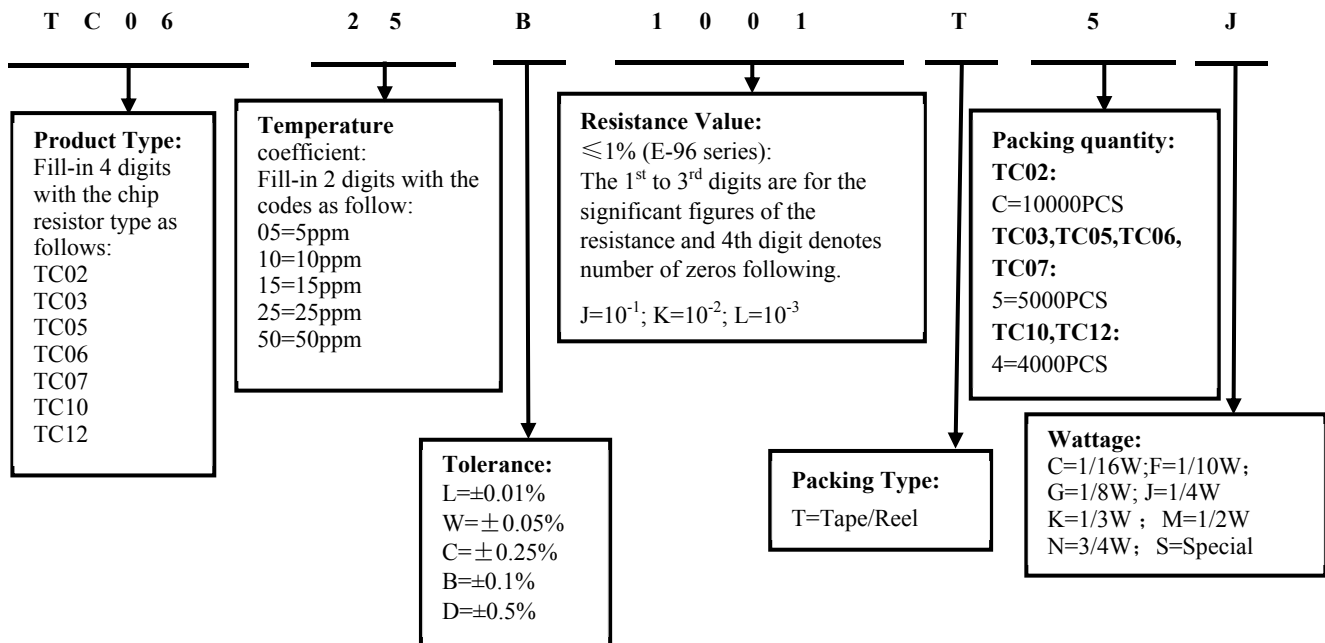 T C 0 6 2 5 B 1 0 0 1 T 5 J
Product Type:
Fill-in 4 digits
with the chip
resistor type as
follows:
TC02
TC03
TC05
TC06
TC07
TC10
TC12
Temperature
coefficient:
Fill-in 2 digits with the
codes as follow:
05=5ppm
10=10ppm
15=15ppm
25=25ppm
50=50ppm
Tolerance:
L=±0.01%
W=±0.05%
C=±0.25%
B=±0.1%
D=±0.5%
Resistance Value:
≦1% (E-96 series):
The 1st to 3rd digits are for the
significant figures of the
resistance and 4th digit denotes
number of zeros following.
J=10⁻¹; K=10⁻²; L=10⁻³
Packing Type:
T=Tape/Reel
Packing quantity:
TC02:
C=10000PCS
TC03,TC05,TC06,
TC07:
5=5000PCS
TC10,TC12:
4=4000PCS
Wattage:
C=1/16W;F=1/10W；
G=1/8W; J=1/4W
K=1/3W ；M=1/2W
N=3/4W；S=Special